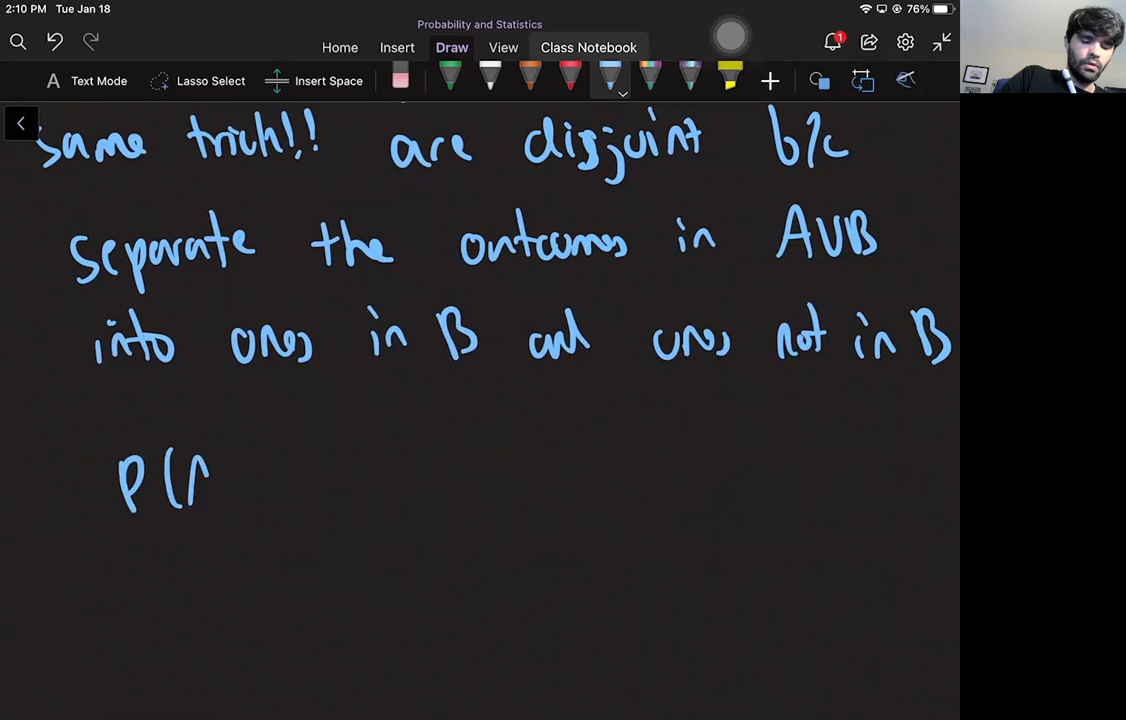 2:10 PM Tue Jan 18
76%
Probability and Statistics
Home Insert Draw View Class Notebook
1
Text Mode Lasso Select Insert Space
same trick!! are disjoint b/c
separate the outcomes in A∪B
into ones in B and ones not in B
P(A